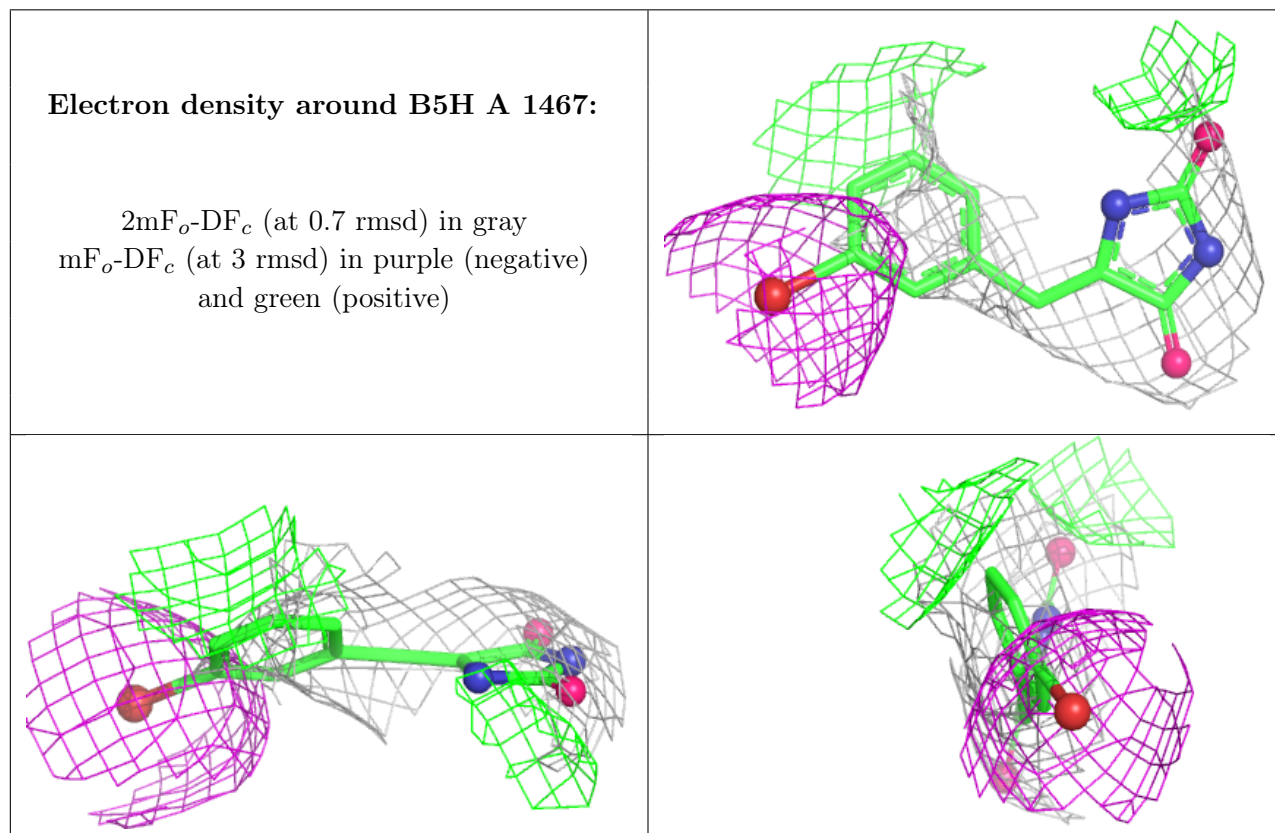 Electron density around B5H A 1467:
2mFo-DFc (at 0.7 rmsd) in gray
mFo-DFc (at 3 rmsd) in purple (negative)
and green (positive)